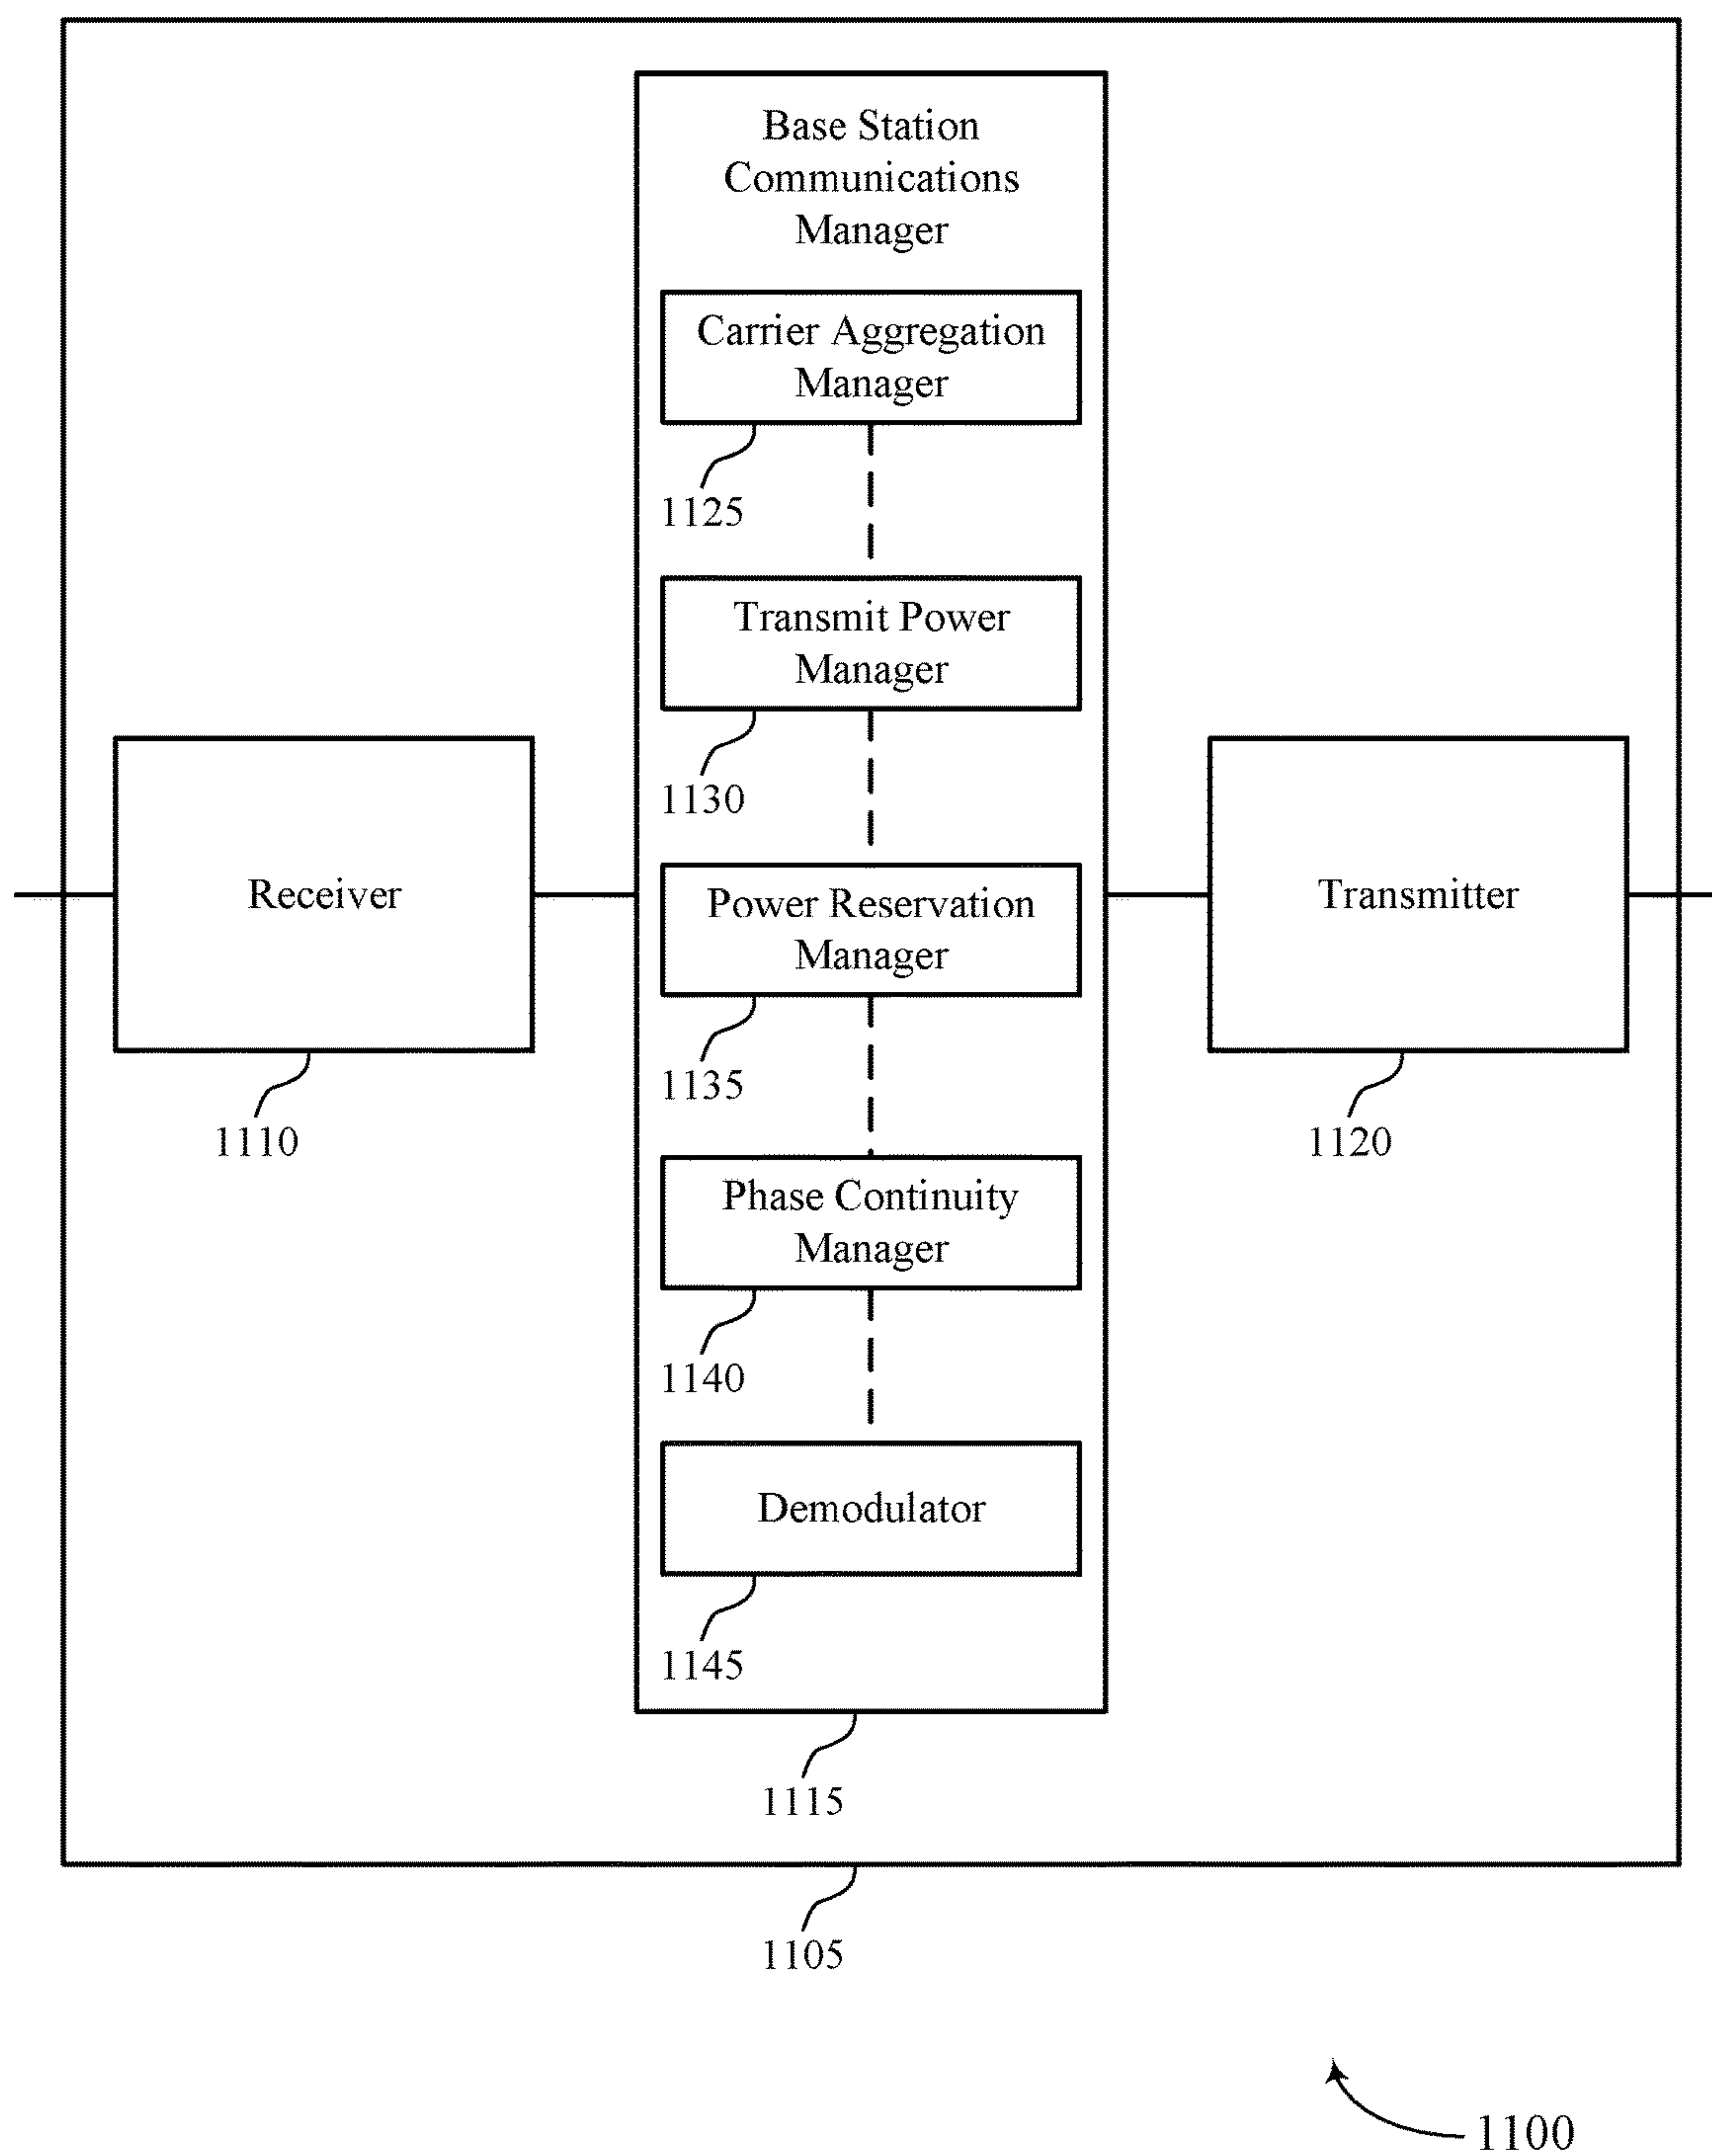 Base Station
Communications
Manager
Carrier Aggregation
Manager
1125
Transmit Power
Manager
1130
Receiver
1110
Power Reservation
Manager
1135
Transmitter
1120
Phase Continuity
Manager
1140
Demodulator
1145
1115
1105
1100